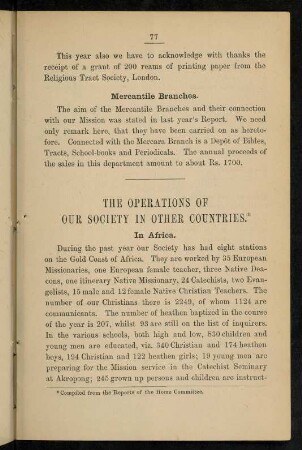 77
This year also we have to acknowledge with thanks the
receipt of a grant of 200 reams of printing paper from the
Religious Tract Society, London.
Mercantile Branches.
The aim of the Mercantile Branches and their connection
with our Mission was stated in last year's Report. We need
only remark here, that they have been carried on as hereto-
fore. Connected with the Mercara Branch is a Depôt of Bibles,
Tracts, School-books and Periodicals. The annual proceeds of
the sales in this department amount to about Rs. 1700.
THE OPERATIONS OF
OUR SOCIETY IN OTHER COUNTRIES.*
In Africa.
During the past year our Society has had eight stations
on the Gold Coast of Africa. They are worked by 35 European
Missionaries, one European female teacher, three Native Dea-
cons, one itinerary Native Missionary, 24 Catechists, two Evan-
gelists, 15 male and 12 female Native Christian Teachers. The
number of our Christians there is 2249, of whom 1124 are
communicants. The number of heathen baptized in the course
of the year is 207, whilst 93 are still on the list of inquirers.
In the various schools, both high and low, 850 children and
young men are educated, viz. 340 Christian and 174 heathen
boys, 194 Christian and 122 heathen girls; 19 young men are
preparing for the Mission service in the Catechist Seminary
at Akropong; 245 grown up persons and children are instruct-
* Compiled from the Reports of the Home Committee.